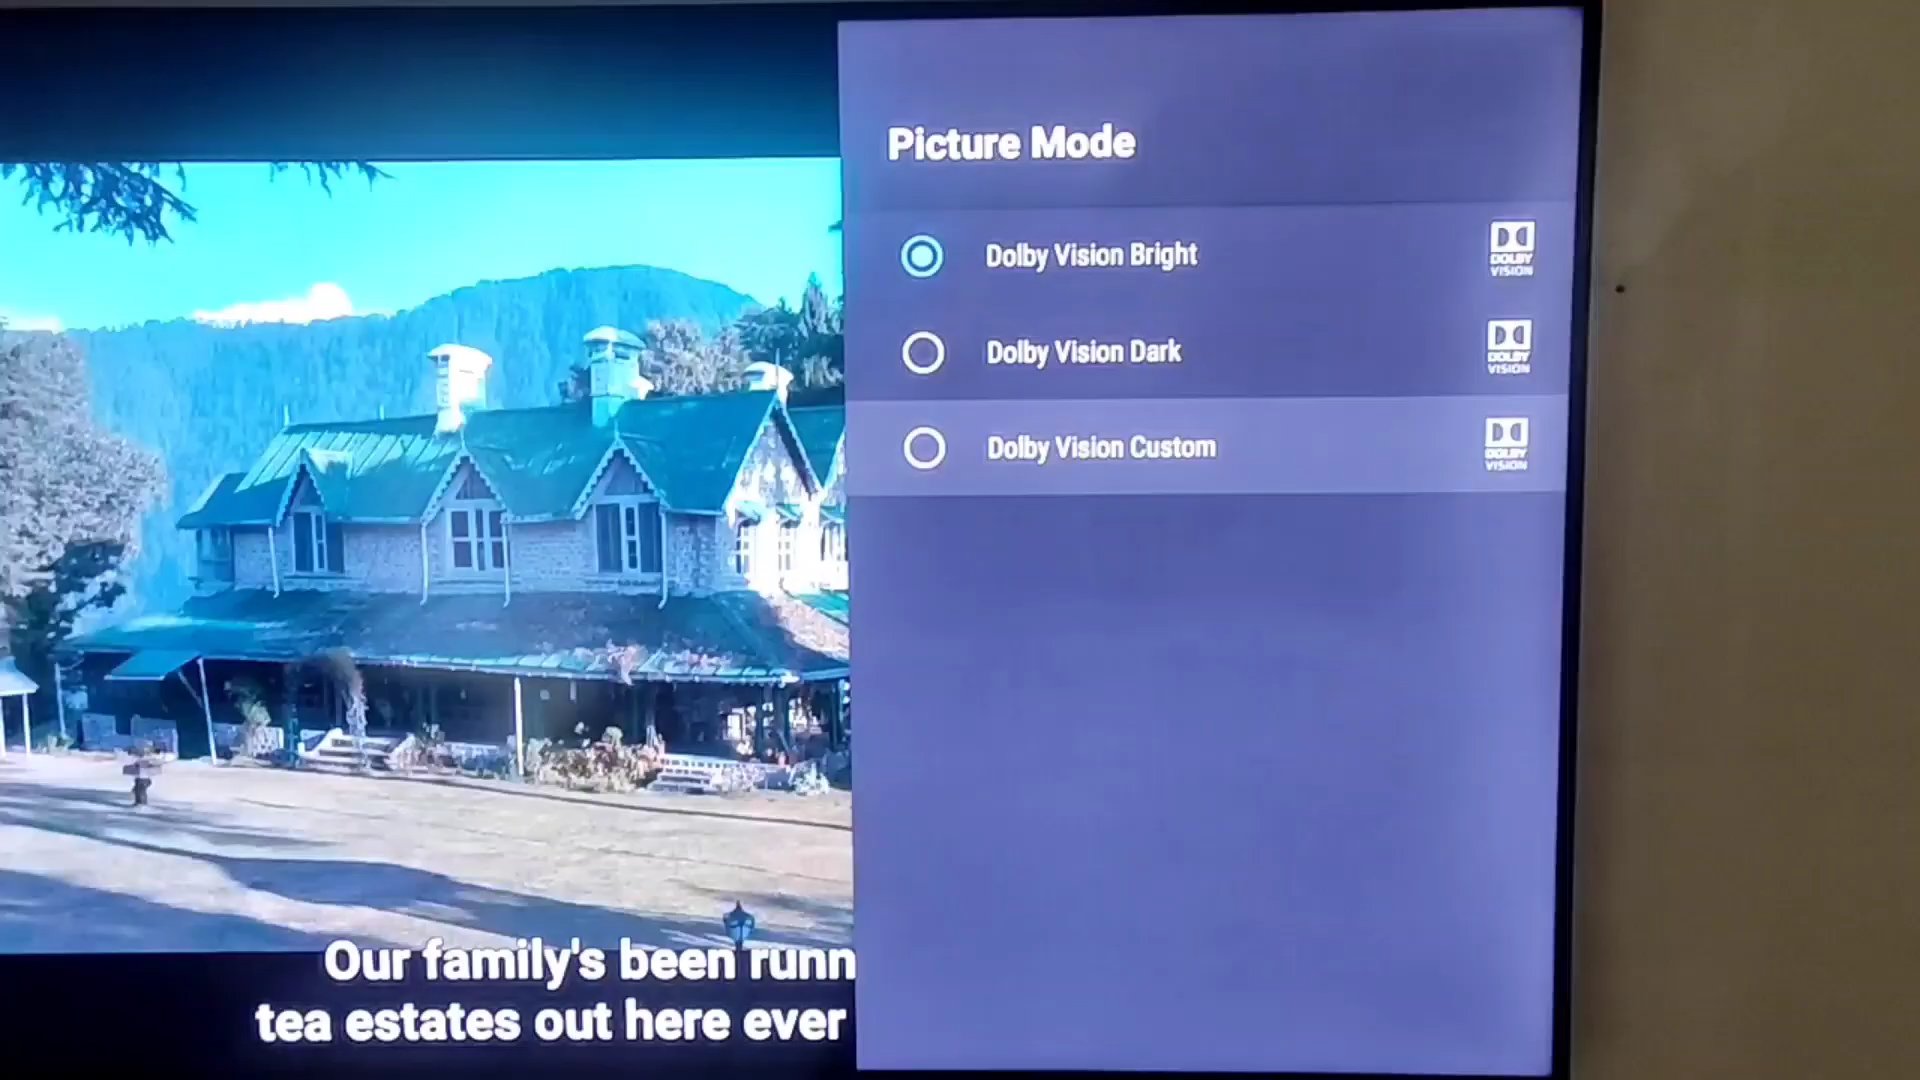 Picture Mode
Dolby Vision Bright
DOLBY
VISION
Dolby Vision Dark
DOLBY
VISION
Dolby Vision Custom
DOLBY
VISION
Our family's been runn
tea estates out here ever